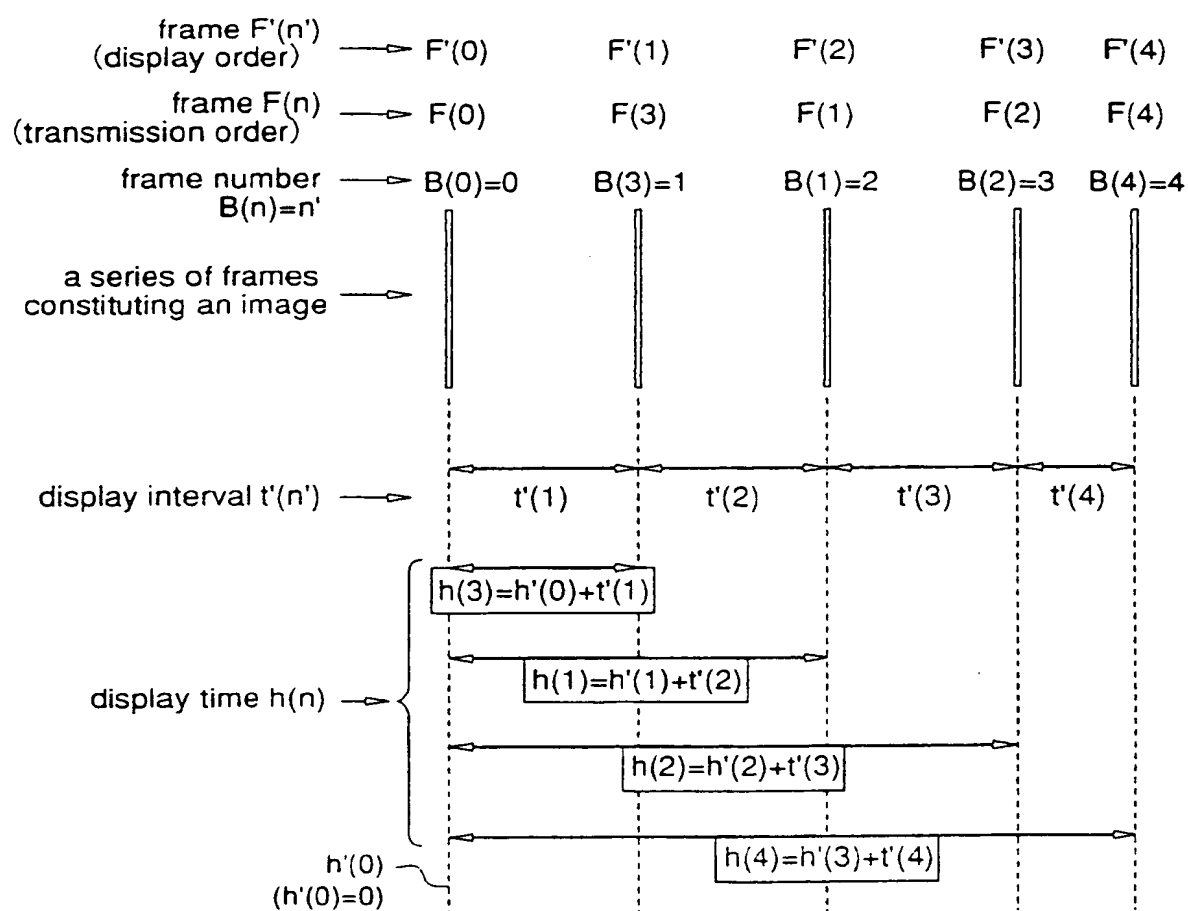 frame F'(n')
(display order)
F'(0) F'(1) F'(2) F'(3) F'(4)
frame F(n)
(transmission order)
F(0) F(3) F(1) F(2) F(4)
frame number
B(n)=n'
B(0)=0 B(3)=1 B(1)=2 B(2)=3 B(4)=4
a series of frames
constituting an image
display interval t'(n')
t'(1) t'(2) t'(3) t'(4)
h(3)=h'(0)+t'(1)
h(1)=h'(1)+t'(2)
display time h(n)
h(2)=h'(2)+t'(3)
h(4)=h'(3)+t'(4)
h'(0)
(h'(0)=0)